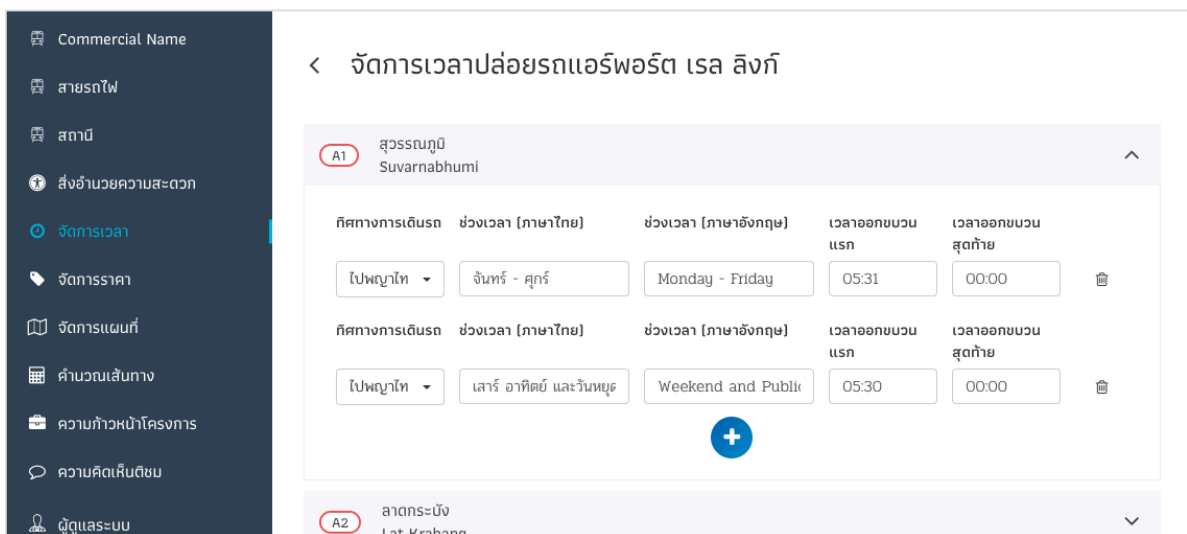 Commercial Name
สายรถไฟ
สถานี
สิ่งอำนวยความสะดวก
จัดการเวลา
จัดการราคา
จัดการแผนที่
คำนวณเส้นทาง
ความก้าวหน้าโครงการ
ความคิดเห็นติชม
ผู้ดูแลระบบ
จัดการเวลาปล่อยรถแอร์พอร์ต เรล ลิงก์
A1
สุวรรณภูมิ
Suvarnabhumi
ทิศทางการเดินรถ ช่วงเวลา (ภาษาไทย) ช่วงเวลา (ภาษาอังกฤษ) เวลาออกขบวน เวลาออกขบวน
แรก สุดท้าย
ไปพญาไท จันทร์ - ศุกร์ Monday - Friday 05:31 00:00
ทิศทางการเดินรถ ช่วงเวลา (ภาษาไทย) ช่วงเวลา (ภาษาอังกฤษ) เวลาออกขบวน เวลาออกขบวน
แรก สุดท้าย
ไปพญาไท เสาร์ อาทิตย์ และวันหยุด Weekend and Public 05:30 00:00
A2
ลาดกระบัง
Lat Krabang